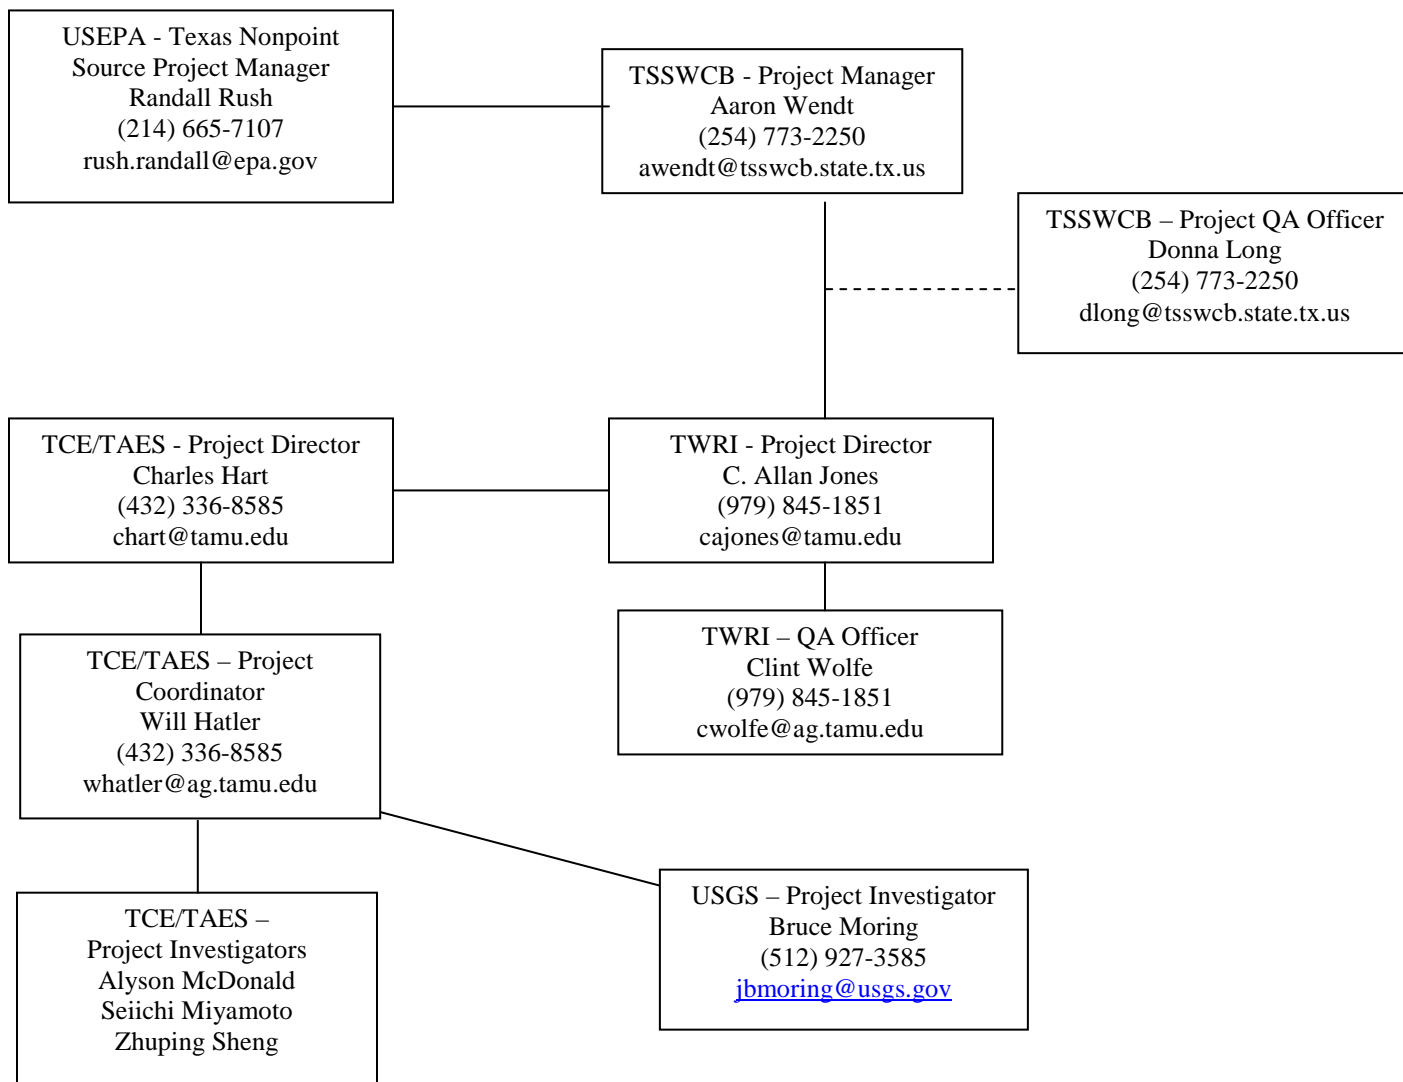 USEPA - Texas Nonpoint
Source Project Manager
Randall Rush
(214) 665-7107
rush.randall@epa.gov
TSSWCB - Project Manager
Aaron Wendt
(254) 773-2250
awendt@tsswcb.state.tx.us
TSSWCB – Project QA Officer
Donna Long
(254) 773-2250
dlong@tsswcb.state.tx.us
TCE/TAES - Project Director
Charles Hart
(432) 336-8585
chart@tamu.edu
TWRI - Project Director
C. Allan Jones
(979) 845-1851
cajones@tamu.edu
TWRI – QA Officer
Clint Wolfe
(979) 845-1851
cwolfe@ag.tamu.edu
TCE/TAES – Project
Coordinator
Will Hatler
(432) 336-8585
whatler@ag.tamu.edu
USGS – Project Investigator
Bruce Moring
(512) 927-3585
jbmoring@usgs.gov
TCE/TAES –
Project Investigators
Alyson McDonald
Seiichi Miyamoto
Zhuping Sheng